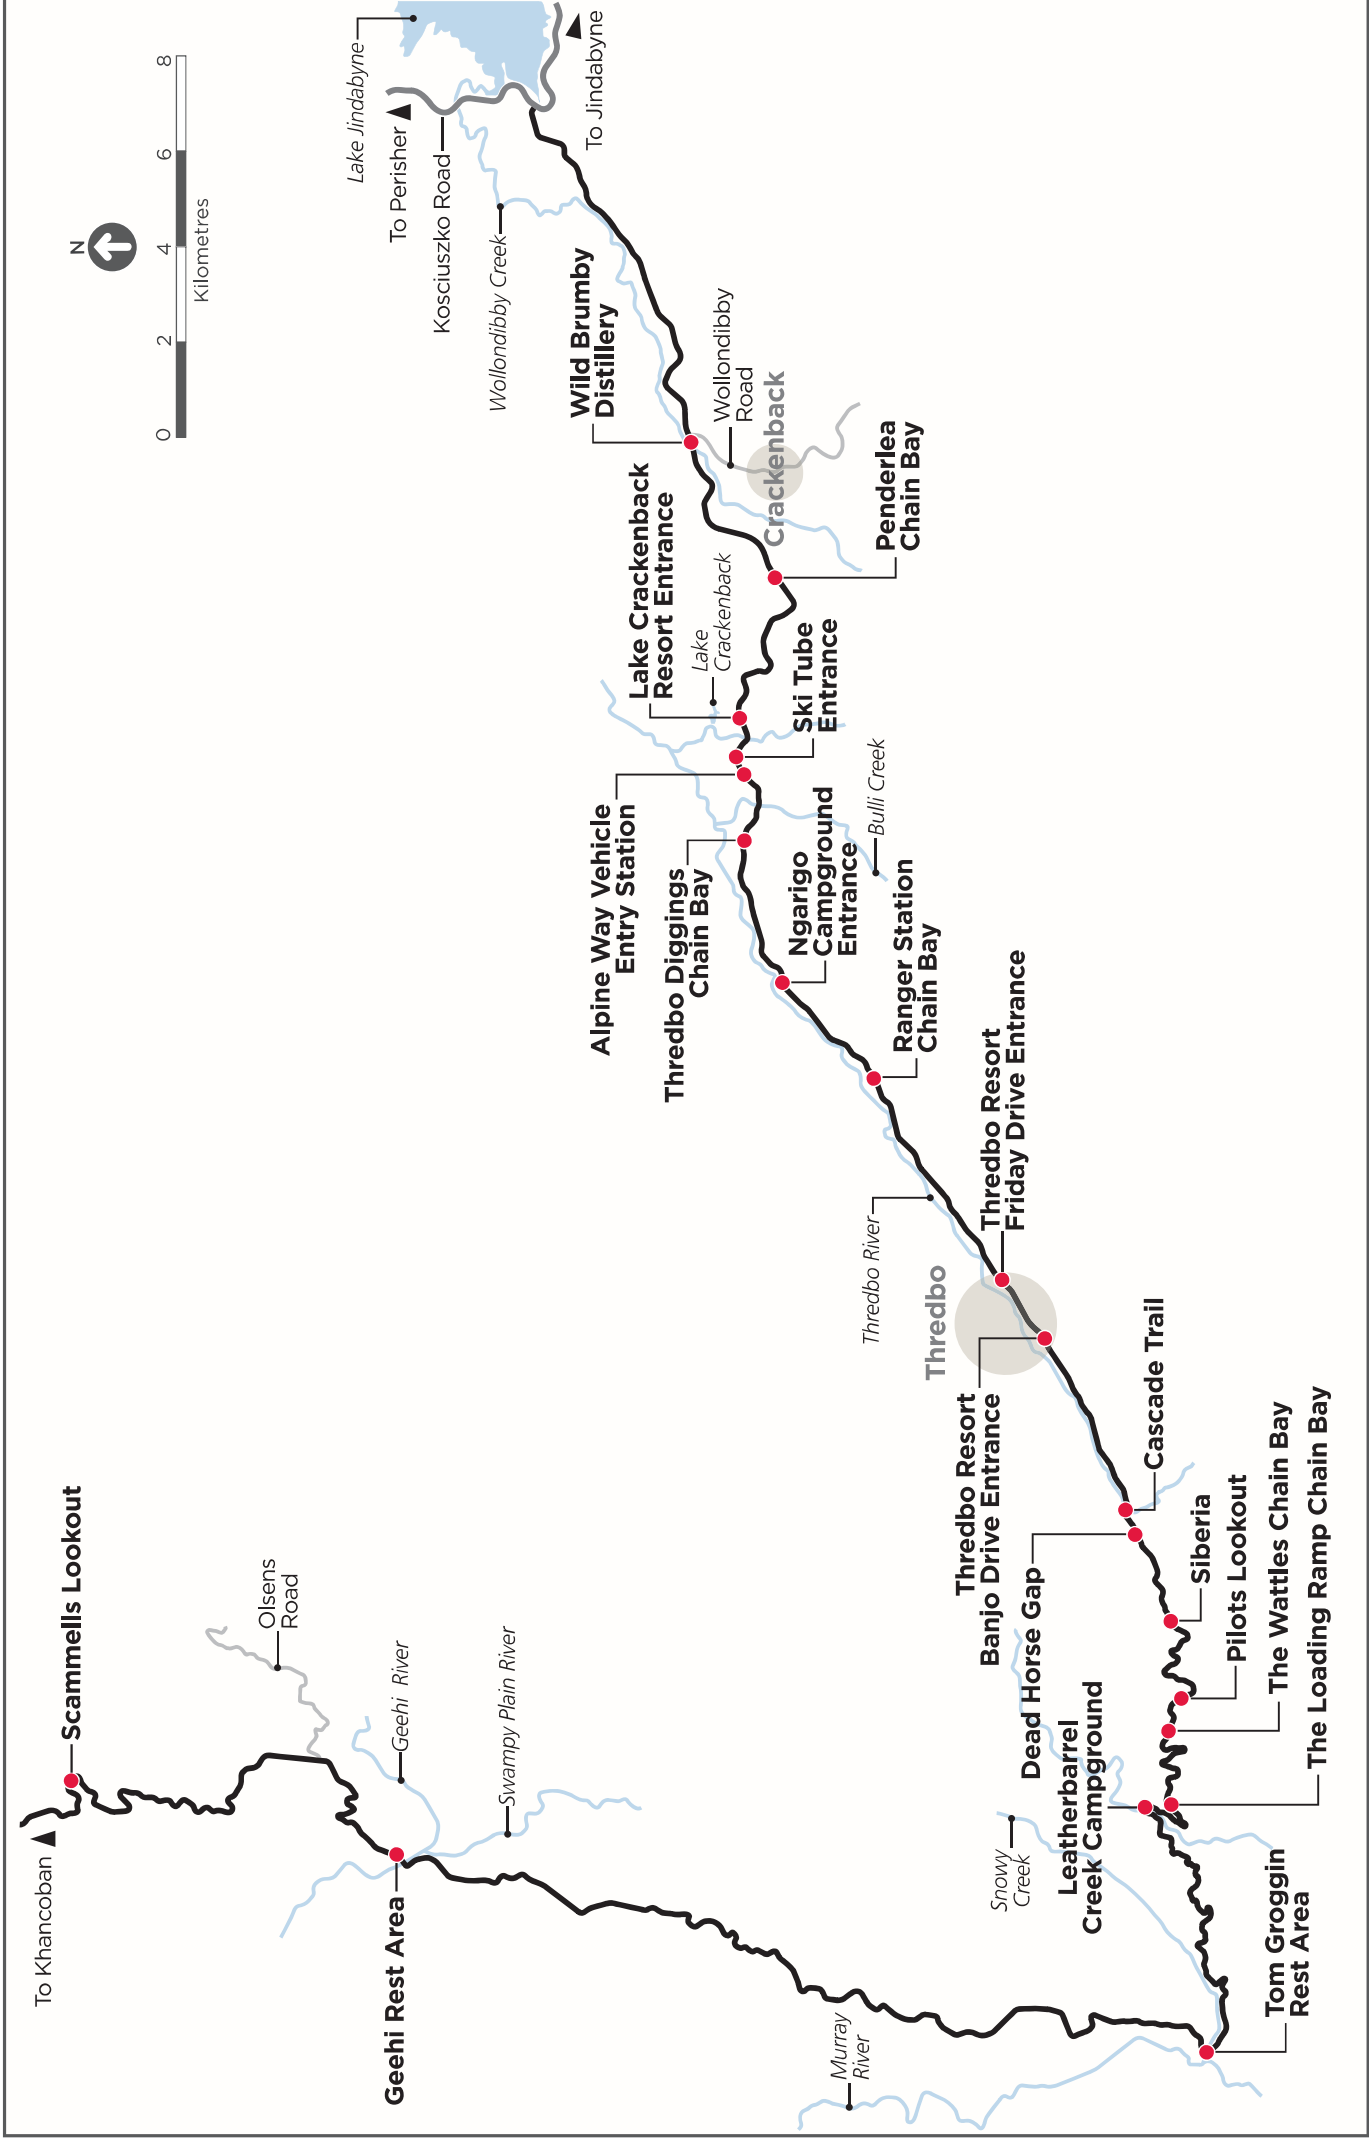 To Khancoban
Scammells Lookout
Olsens
Road
Geehi River
Geehi Rest Area
Swampy Plain River
Murray
River
Snowy
Creek
Tom Groggin
Rest Area
Leatherbarrel
Creek Campground
The Loading Ramp Chain Bay
The Wattles Chain Bay
Pilots Lookout
Siberia
Dead Horse Gap
Cascade Trail
Thredbo Resort
Banjo Drive Entrance
Thredbo
Thredbo Resort
Friday Drive Entrance
Thredbo River
Ranger Station
Chain Bay
Ngarigo
Campground
Entrance
Thredbo Diggings
Chain Bay
Bulli Creek
Alpine Way Vehicle
Entry Station
Ski Tube
Entrance
Lake Crackenback
Resort Entrance
Lake
Crackenback
Penderlea
Chain Bay
Crackenback
Wollondibby
Road
Wild Brumby
Distillery
Wollondibby Creek
Kosciuszko Road
To Perisher
Lake Jindabyne
To Jindabyne
N
0 2 4 6 8
Kilometres